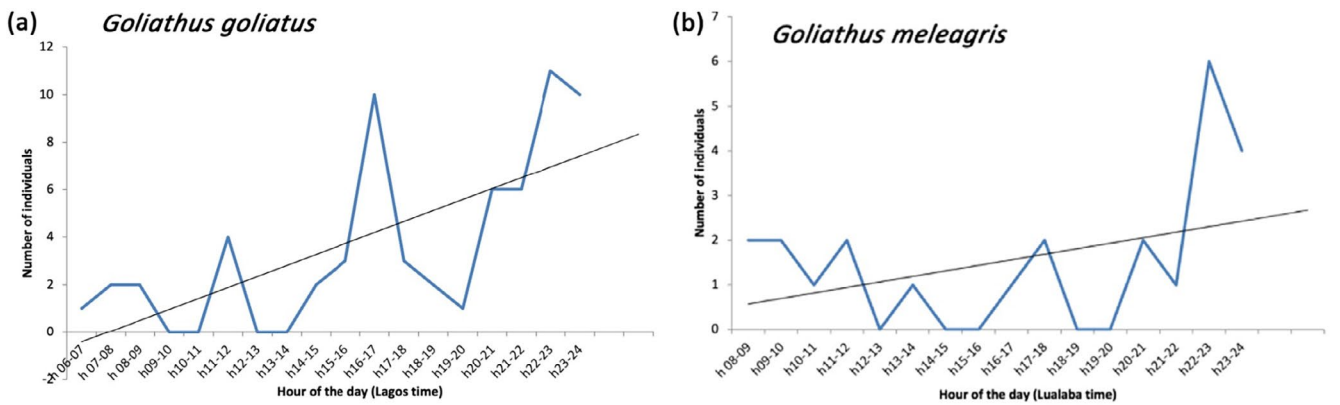 (a) Goliathus goliatus
12
10
8
6
4
2
0
-2
Number of individuals
h 06-07
h 07-08
h 08-09
h09-10
h10-11
h11-12
h12-13
h13-14
h14-15
h15-16
h16-17
h17-18
h18-19
h19-20
h20-21
h21-22
h22-23
h23-24
Hour of the day (Lagos time)
(b) Goliathus meleagris
7
6
5
4
3
2
1
0
Number of individuals
h 08-09
h09-10
h10-11
h11-12
h12-13
h13-14
h14-15
h15-16
h16-17
h17-18
h18-19
h19-20
h20-21
h21-22
h22-23
h23-24
Hour of the day (Lualaba time)